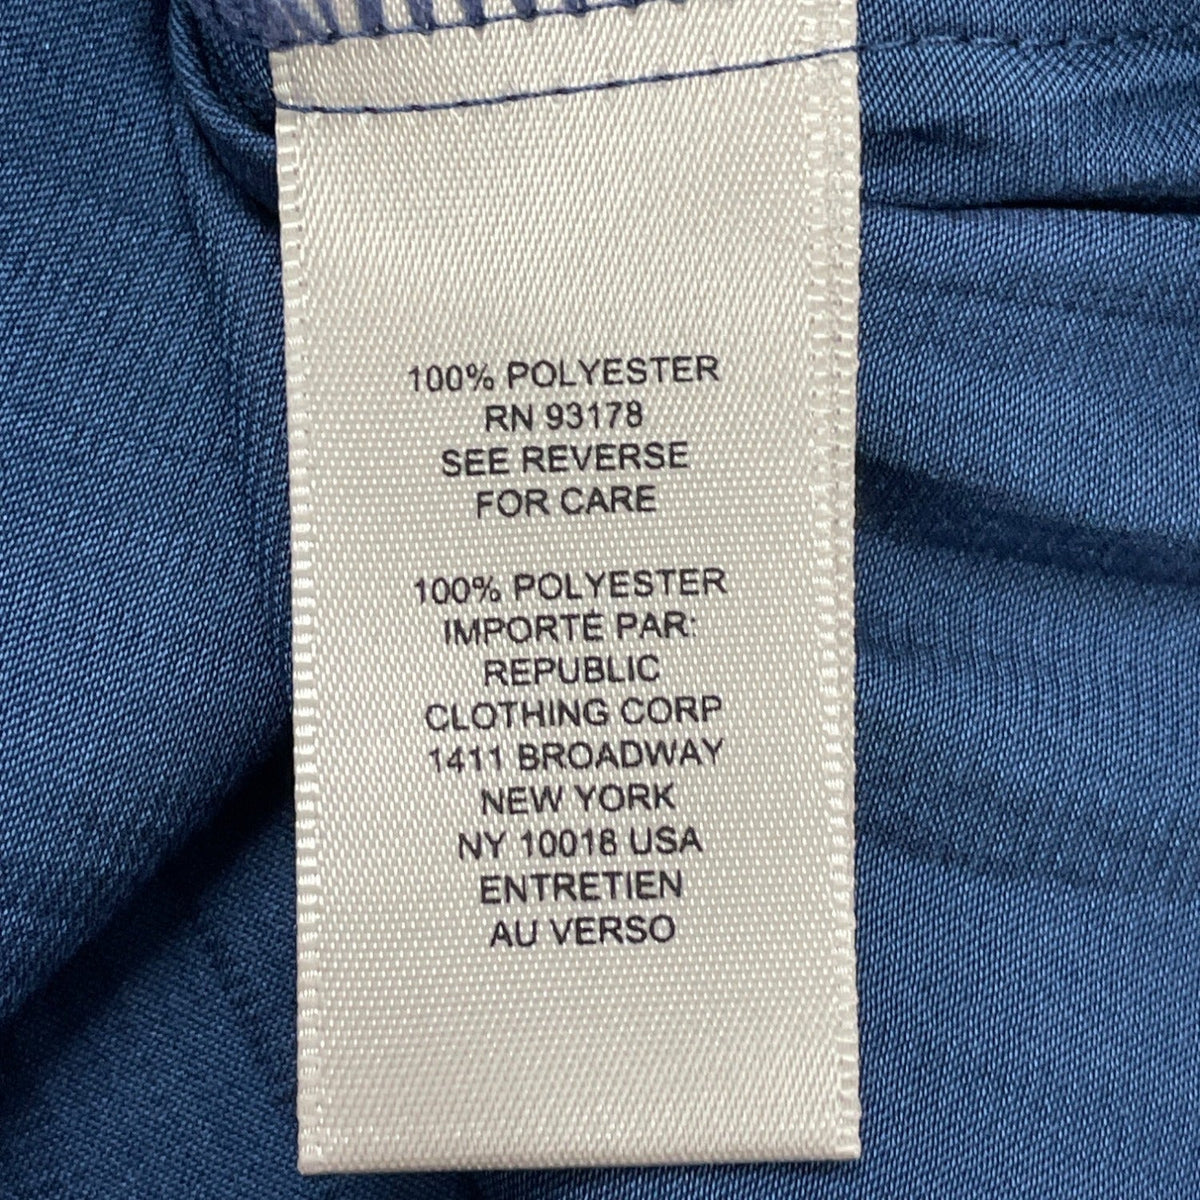 100% POLYESTER
RN 93178
SEE REVERSE
FOR CARE
100% POLYESTER
IMPORTÉ PAR:
REPUBLIC
CLOTHING CORP
1411 BROADWAY
NEW YORK
NY 10018 USA
ENTRETIEN
AU VERSO